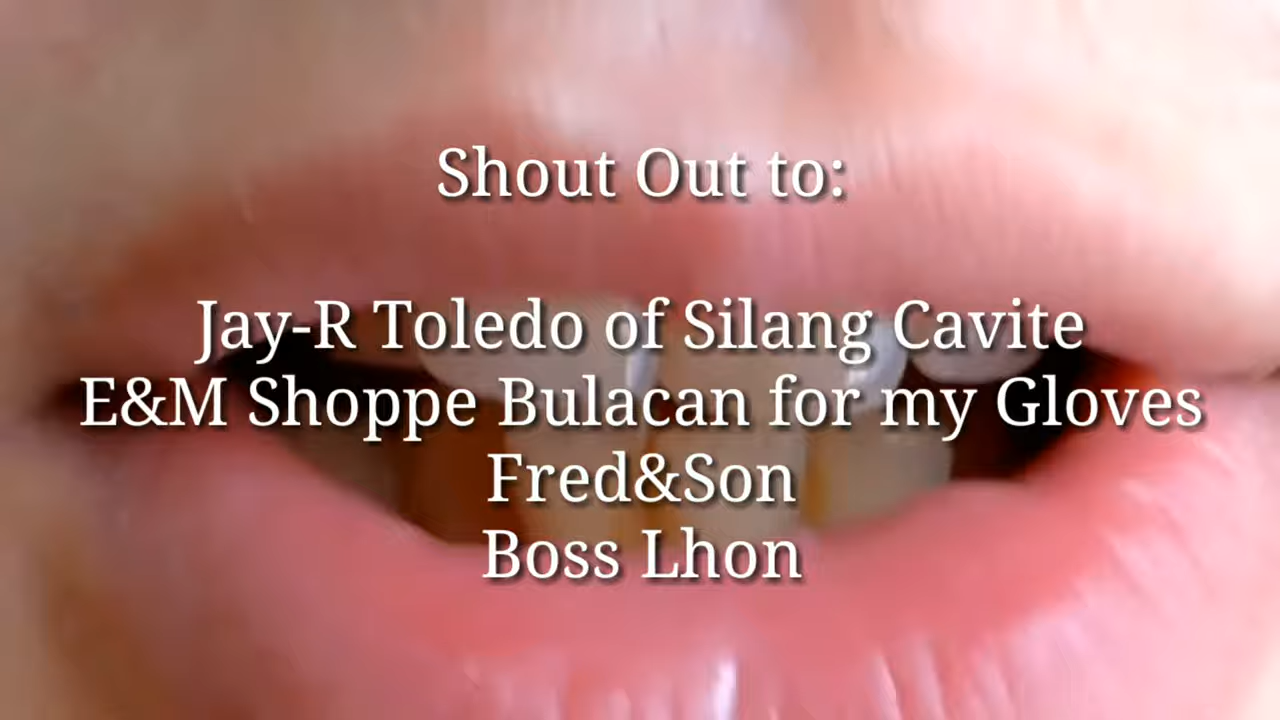 Shout Out to:
Jay-R Toledo of Silang Cavite
E&M Shoppe Bulacan for my Gloves
Fred&Son
Boss Lhon